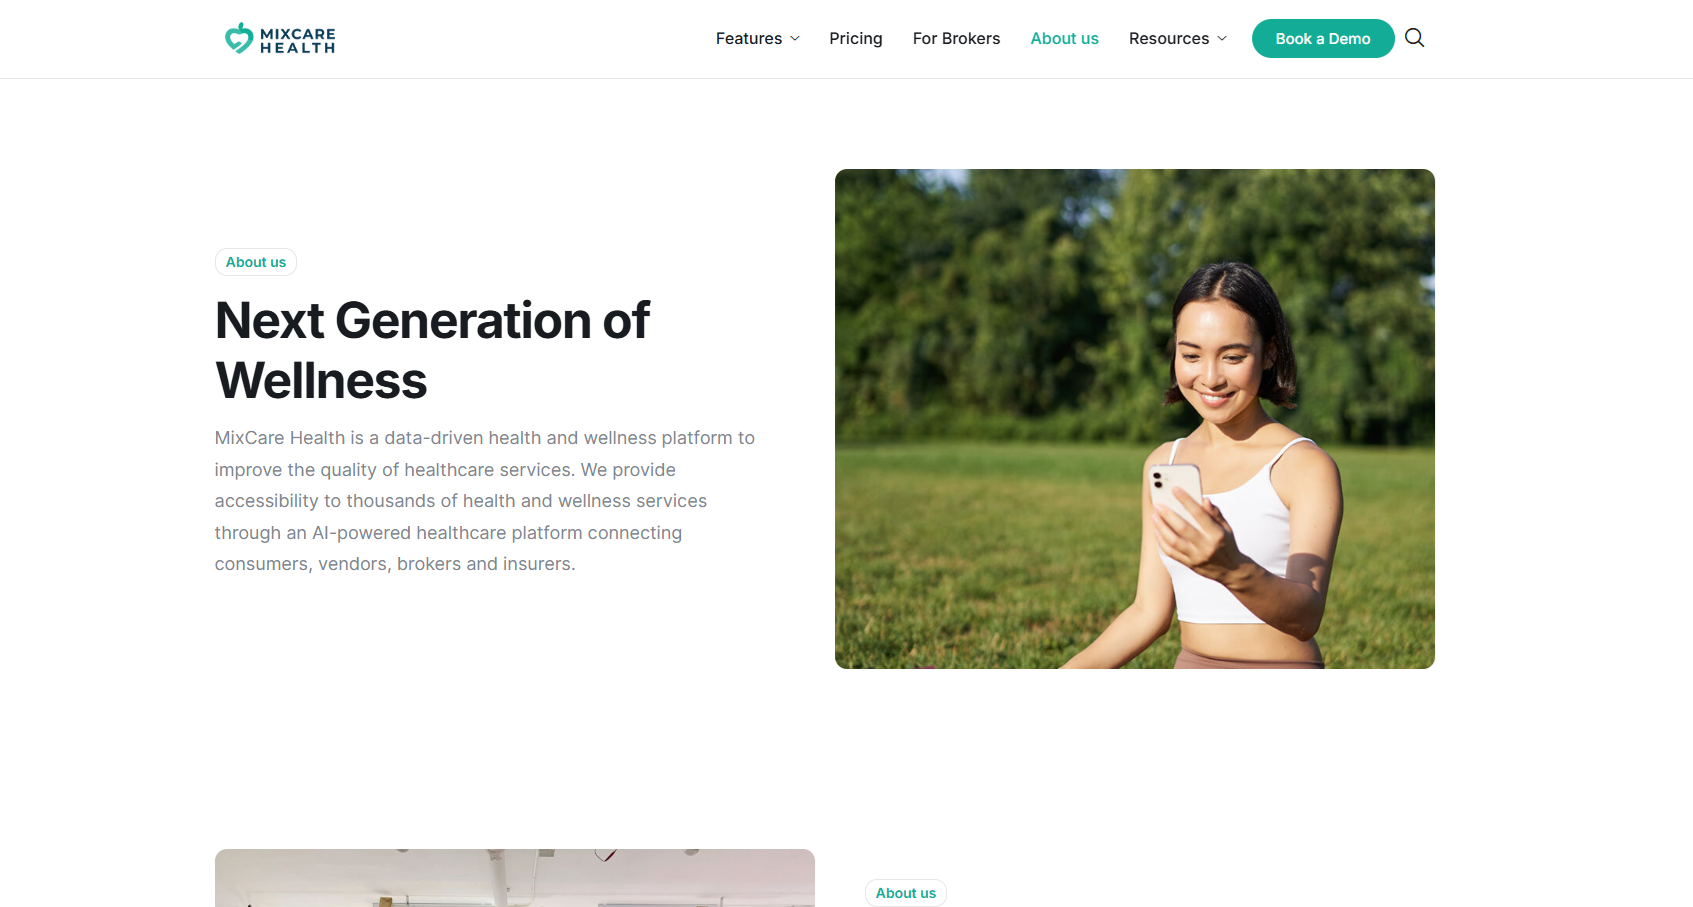 MIXCARE
HEALTH
Features
Pricing
For Brokers
About us
Resources
Book a Demo
About us
Next Generation of
Wellness
MixCare Health is a data-driven health and wellness platform to
improve the quality of healthcare services. We provide
accessibility to thousands of health and wellness services
through an AI-powered healthcare platform connecting
consumers, vendors, brokers and insurers.
About us